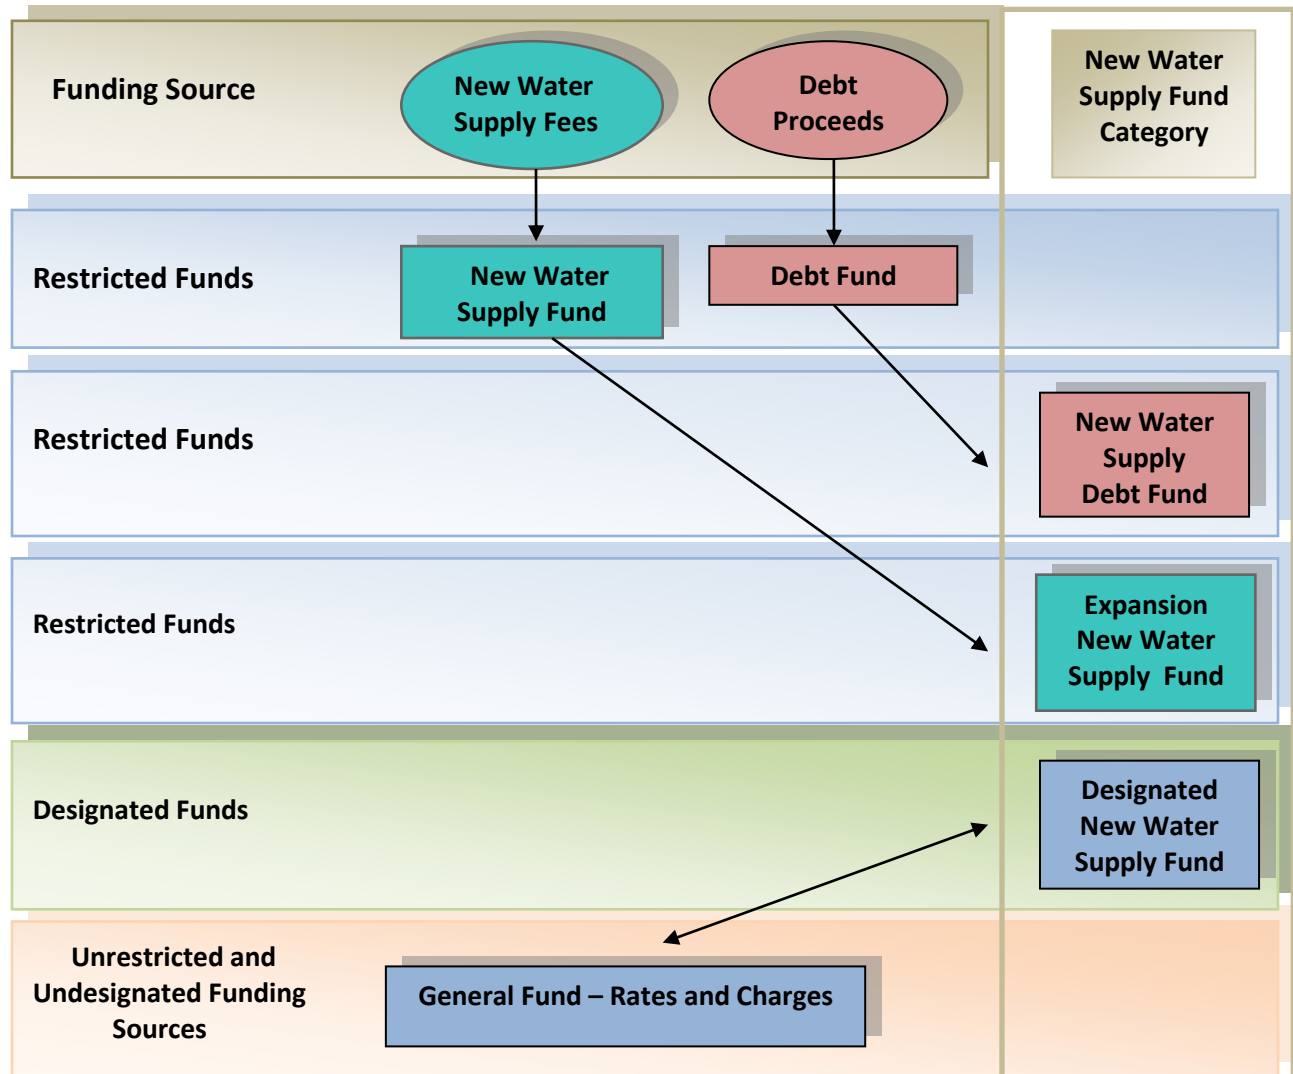 Funding Source
New Water
Supply Fees
Debt
Proceeds
New Water
Supply Fund
Category
Restricted Funds
New Water
Supply Fund
Debt Fund
Restricted Funds
New Water
Supply
Debt Fund
Restricted Funds
Expansion
New Water
Supply Fund
Designated Funds
Designated
New Water
Supply Fund
Unrestricted and
Undesignated Funding
Sources
General Fund – Rates and Charges